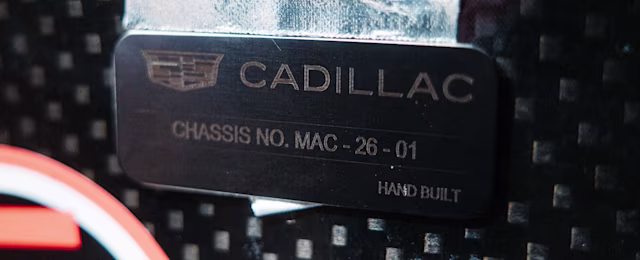 CADILLAC
CHASSIS NO. MAC - 26 - 01
HAND BUILT